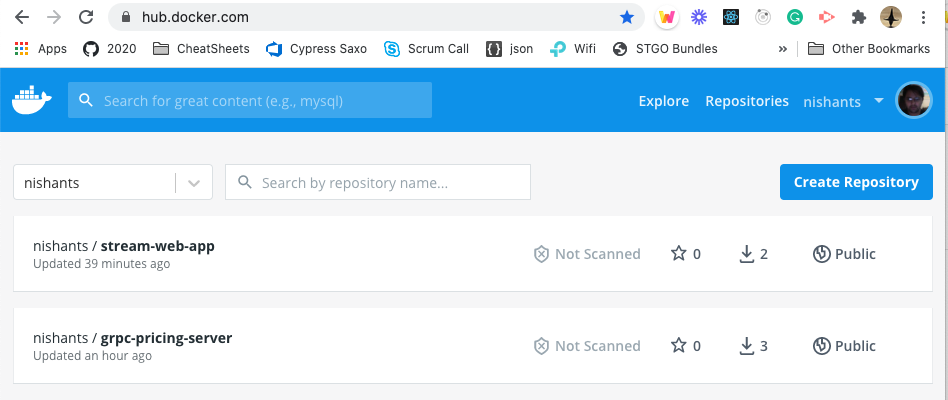 hub.docker.com
Apps 2020 CheatSheets Cypress Saxo Scrum Call {} json Wifi STGO Bundles » Other Bookmarks
Search for great content (e.g., mysql) Explore Repositories nishants
nishants Search by repository name... Create Repository
nishants / stream-web-app
Updated 39 minutes ago
Not Scanned 0 2 Public
nishants / grpc-pricing-server
Updated an hour ago
Not Scanned 0 3 Public